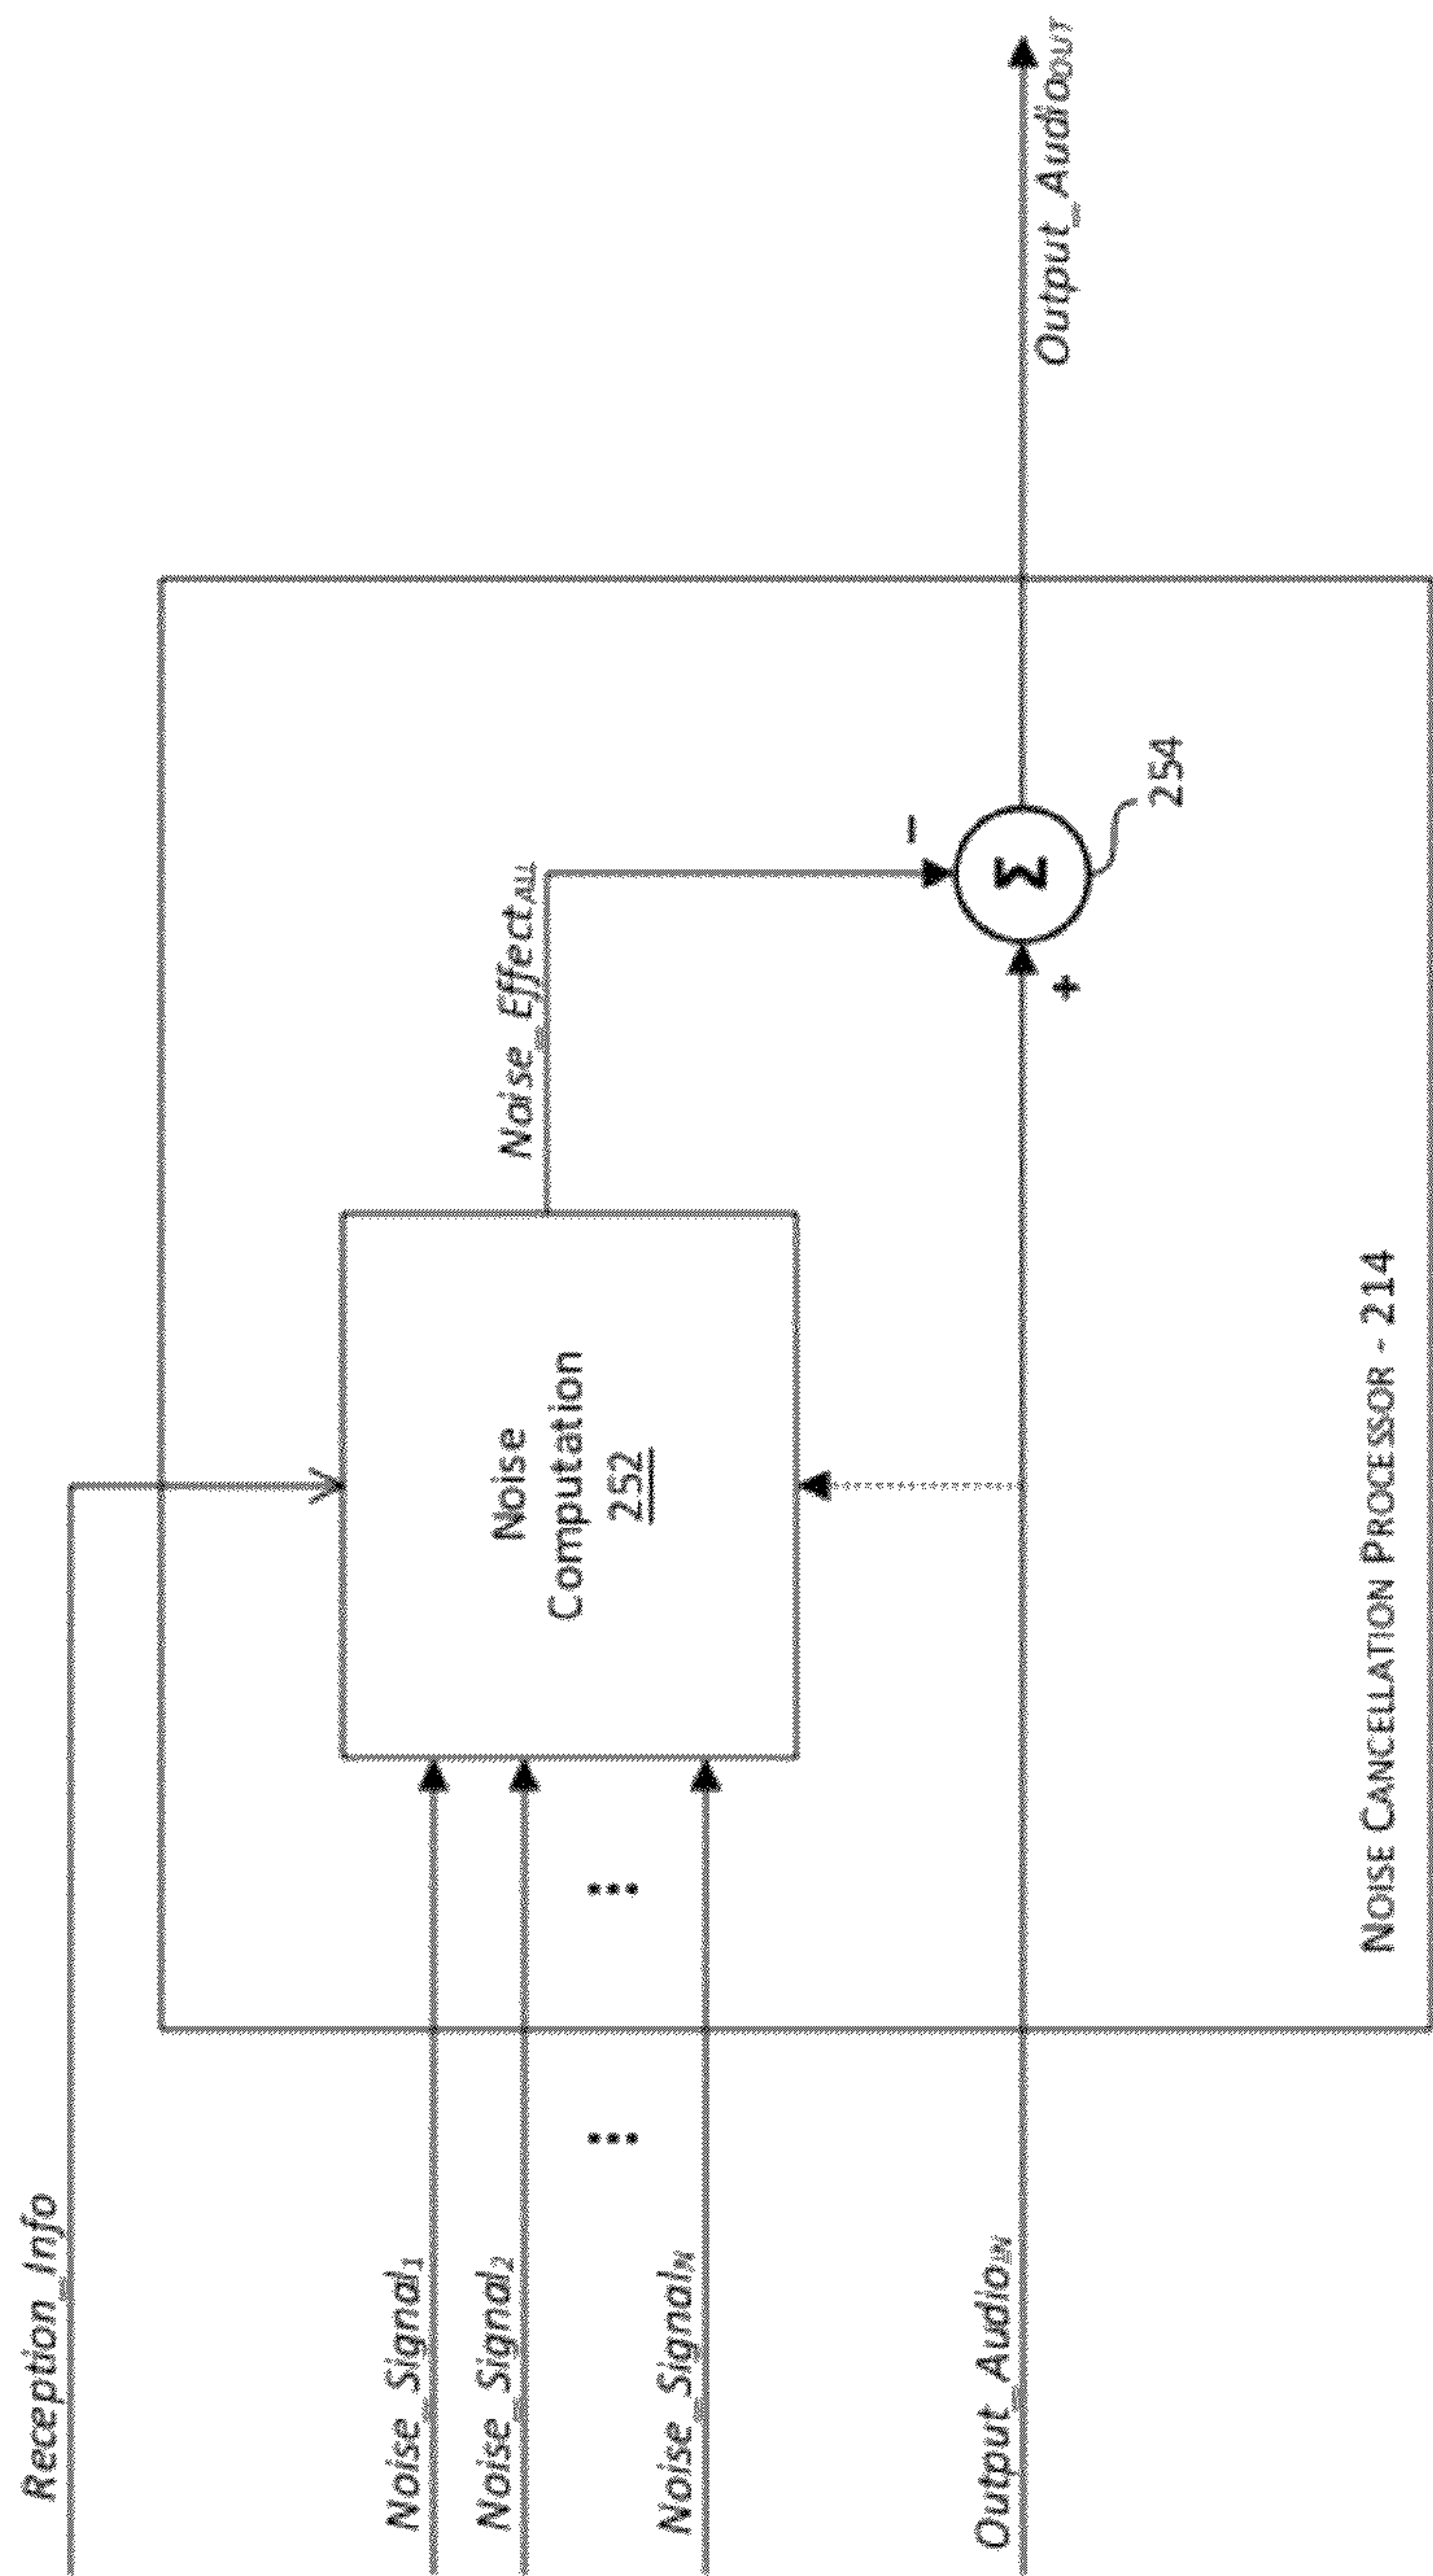 Reception_Info
Noise_Signal1
Noise_Signal2
Noise_SignalN
Output_AudioIN
Noise
Computation
252
Noise_EffectALL
-
+
Σ
254
Output_AudioOUT
NOISE CANCELLATION PROCESSOR - 214